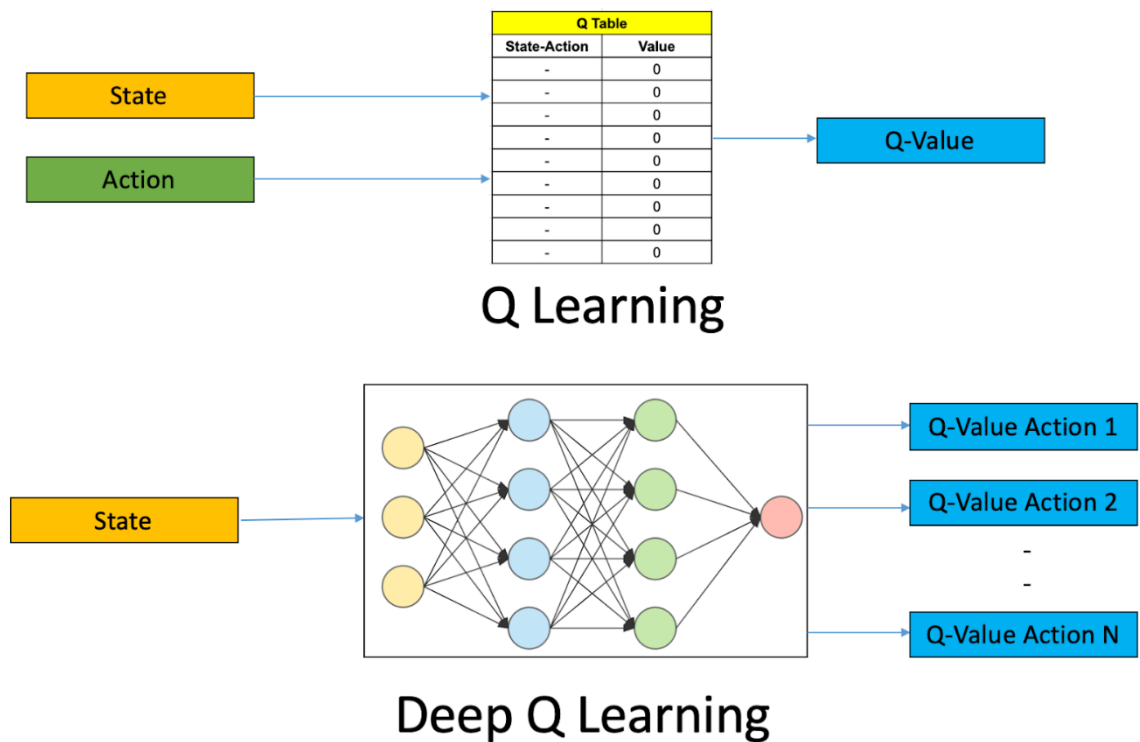 Q Table
State-Action Value
- 0
- 0
- 0
- 0
- 0
- 0
- 0
- 0
- 0
State
Action
Q-Value
Q Learning
State
Q-Value Action 1
Q-Value Action 2
-
-
Q-Value Action N
Deep Q Learning